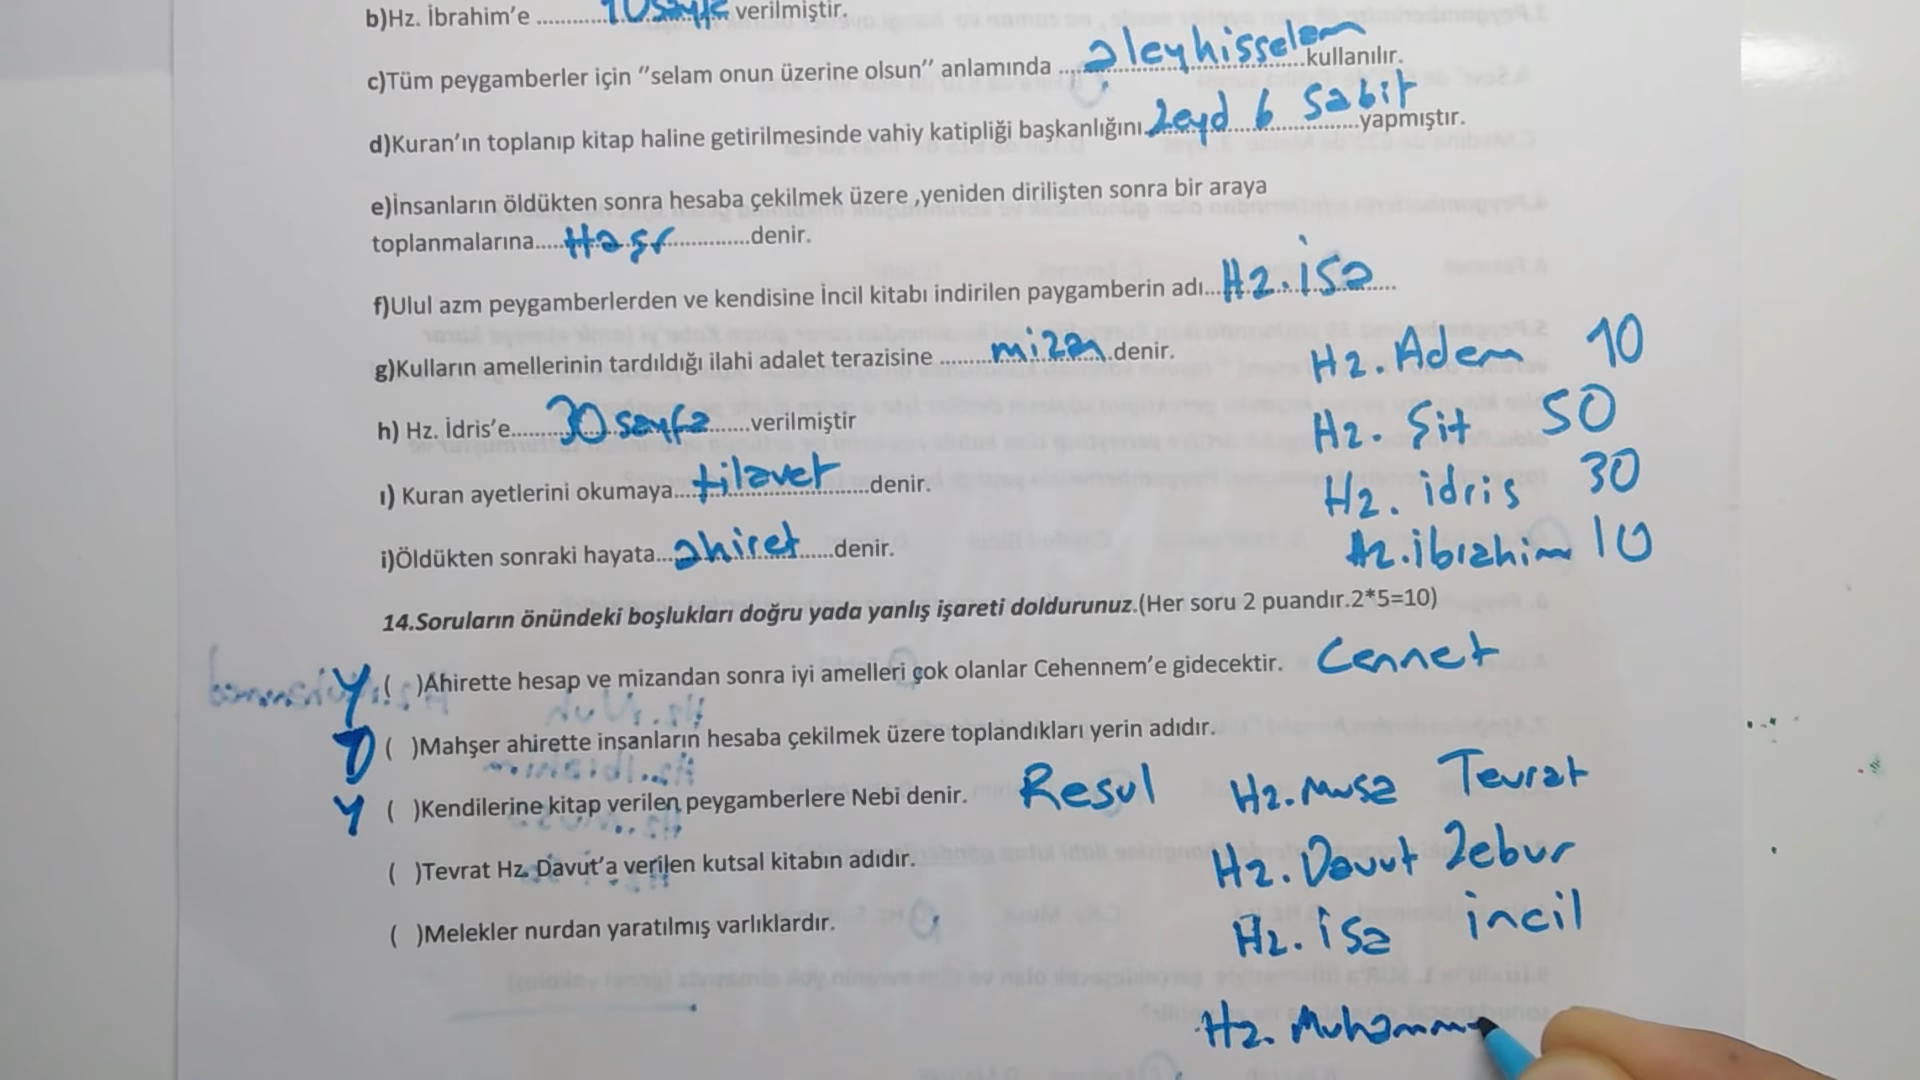 b)Hz. İbrahim'e ............10 sayfa verilmiştir.
c)Tüm peygamberler için "selam onun üzerine olsun" anlamında ....aleyhisselam....kullanılır.
d)Kuran'ın toplanıp kitap haline getirilmesinde vahiy katipliği başkanlığını Zeyd b Sabit yapmıştır.
e)İnsanların öldükten sonra hesaba çekilmek üzere ,yeniden dirilişten sonra bir araya
toplanmalarına.....Haşr..............denir.
f)Ulul azm peygamberlerden ve kendisine İncil kitabı indirilen paygamberin adı...Hz. İsa....
g)Kulların amellerinin tardıldığı ilahi adalet terazisine ........mizan.denir.
Hz. Adem 10
h) Hz. İdris'e......30 sayfa.......verilmiştir
Hz. Şit 50
ı) Kuran ayetlerini okumaya....tilavet........denir.
Hz. idris 30
i)Öldükten sonraki hayata....ahiret......denir.
Hz. ibrahim 10
14.Soruların önündeki boşlukları doğru yada yanlış işareti doldurunuz.(Her soru 2 puandır.2*5=10)
Y ( )Ahirette hesap ve mizandan sonra iyi amelleri çok olanlar Cehennem'e gidecektir. Cennet
D ( )Mahşer ahirette insanların hesaba çekilmek üzere toplandıkları yerin adıdır.
Y ( )Kendilerine kitap verilen peygamberlere Nebi denir. Resul Hz. Musa Tevrat
( )Tevrat Hz. Davut'a verilen kutsal kitabın adıdır. Hz. Davut Zebur
( )Melekler nurdan yaratılmış varlıklardır. Hz. İsa incil
Hz. Muhamm